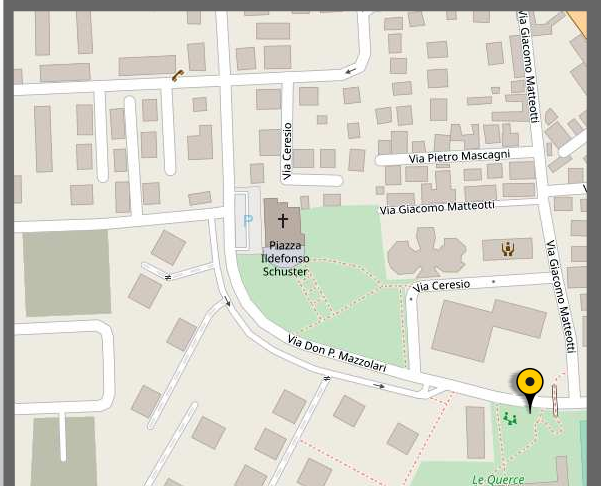 Via Giacomo Matteotti
Via Ceresio
Via Pietro Mascagni
Via Giacomo Matteotti
P
Piazza
Ildefonso
Schuster
Via Giacomo Matteotti
Via Ceresio
Via Don P. Mazzolari
Le Querce